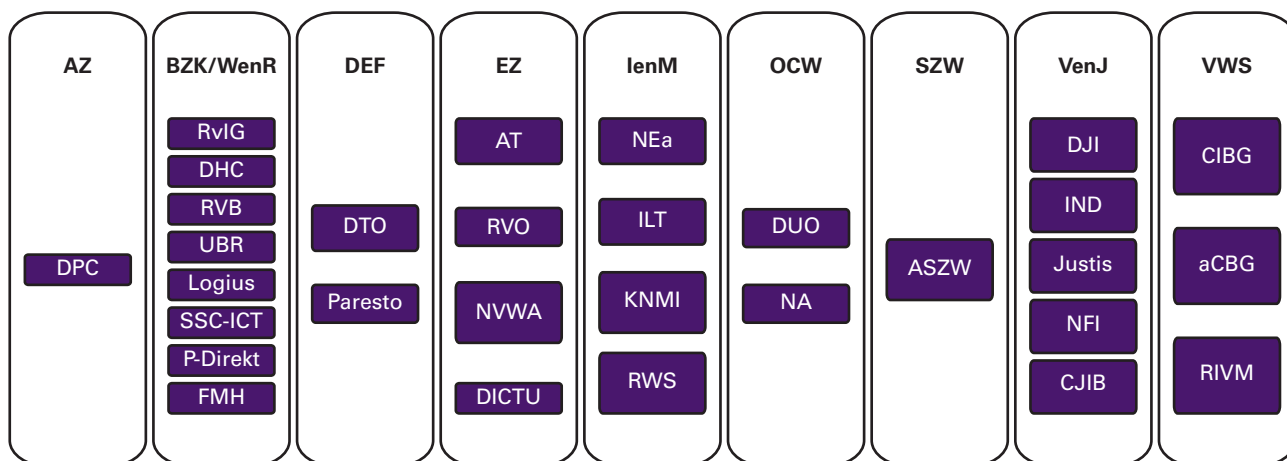 AZ
DPC
BZK/WenR
RvIG
DHC
RVB
UBR
Logius
SSC-ICT
P-Direkt
FMH
DEF
DTO
Paresto
EZ
AT
RVO
NVWA
DICTU
IenM
NEa
ILT
KNMI
RWS
OCW
DUO
NA
SZW
ASZW
VenJ
DJI
IND
Justis
NFI
CJIB
VWS
CIBG
aCBG
RIVM